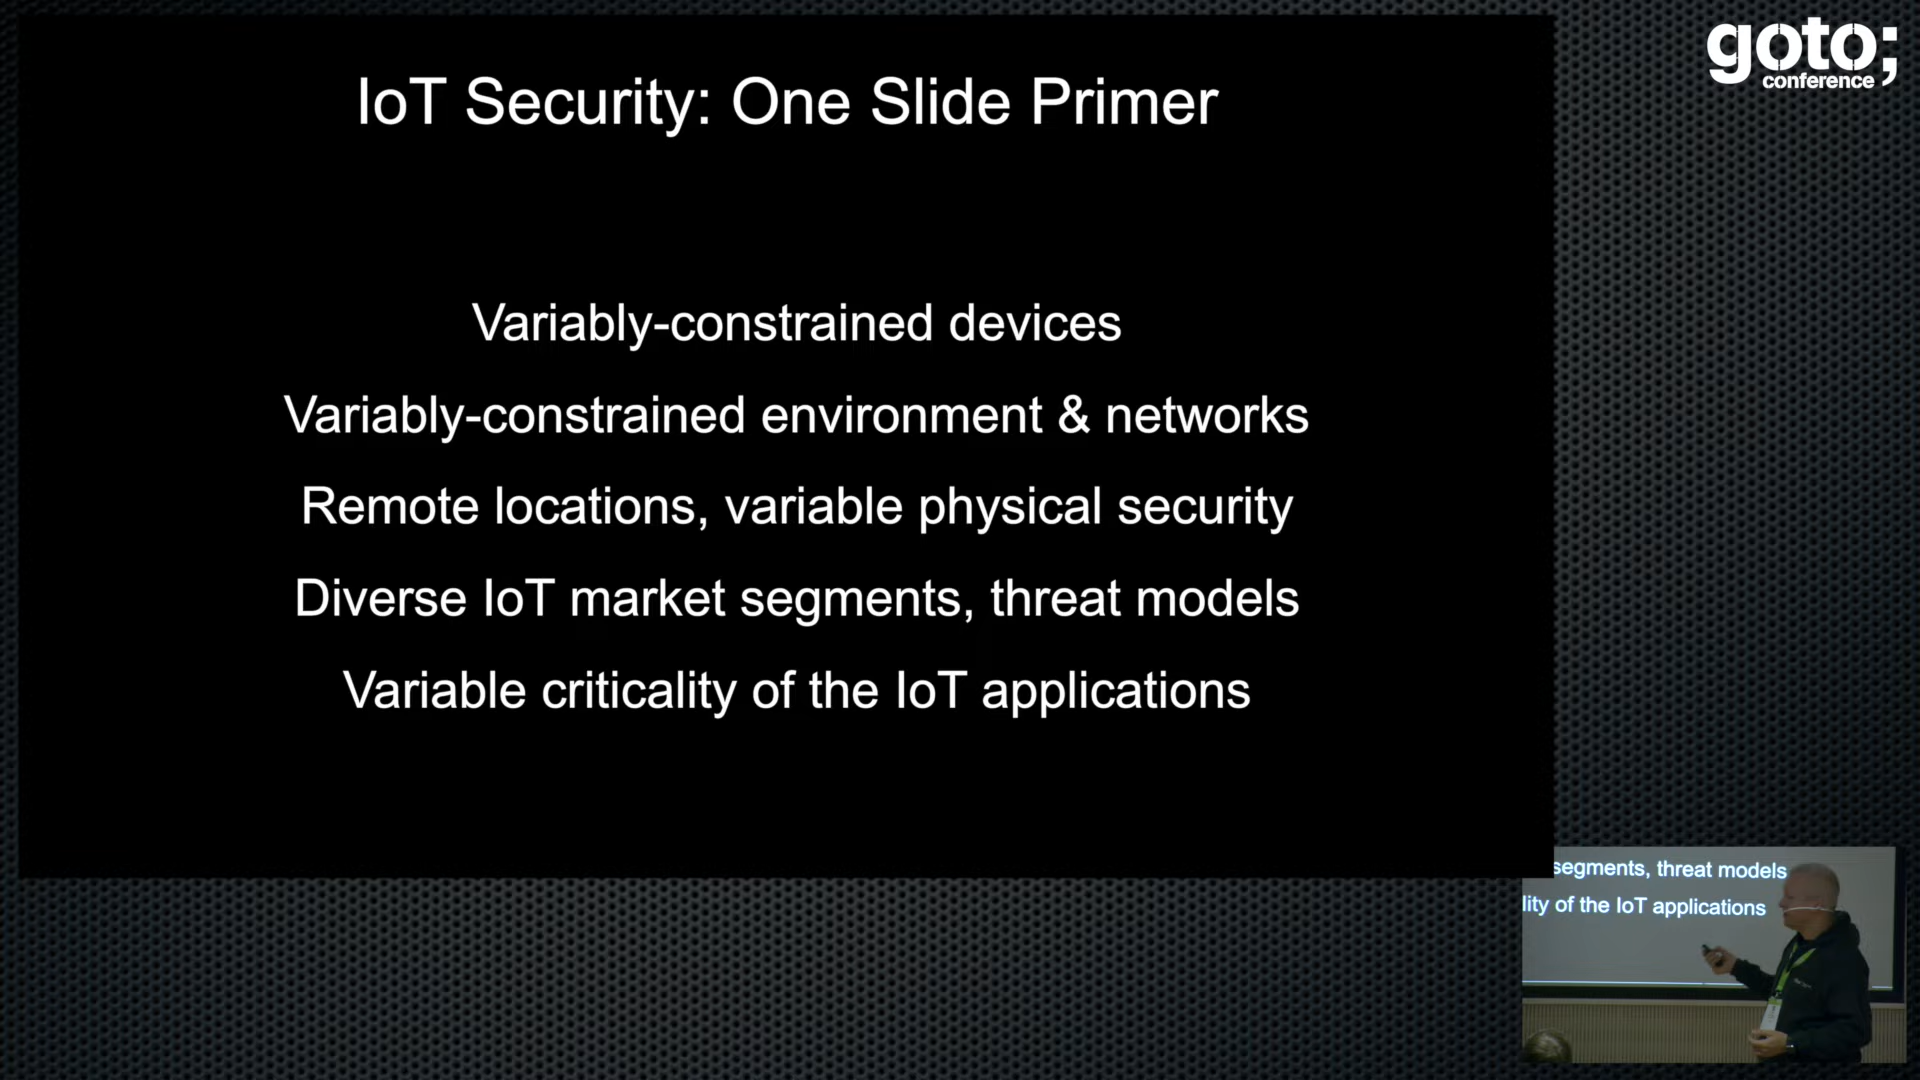 goto;
conference
IoT Security: One Slide Primer
Variably-constrained devices
Variably-constrained environment & networks
Remote locations, variable physical security
Diverse IoT market segments, threat models
Variable criticality of the IoT applications
segments, threat models
lity of the IoT applications